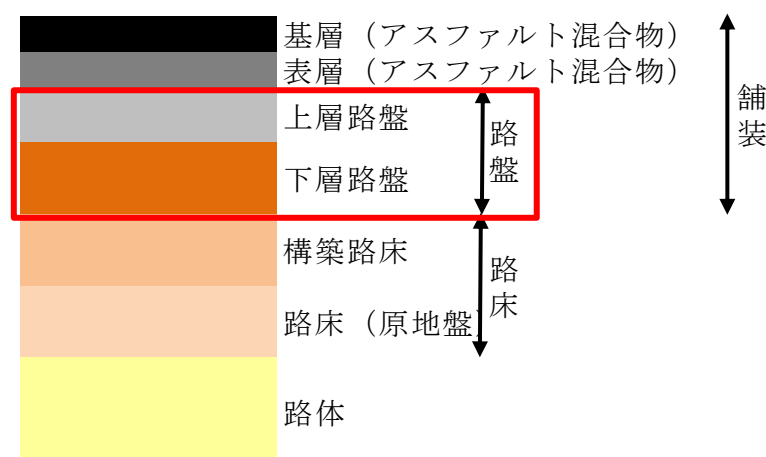 基層（アスファルト混合物）
表層（アスファルト混合物）
上層路盤
下層路盤
路盤
舗装
構築路床
路床（原地盤）
路床
路体